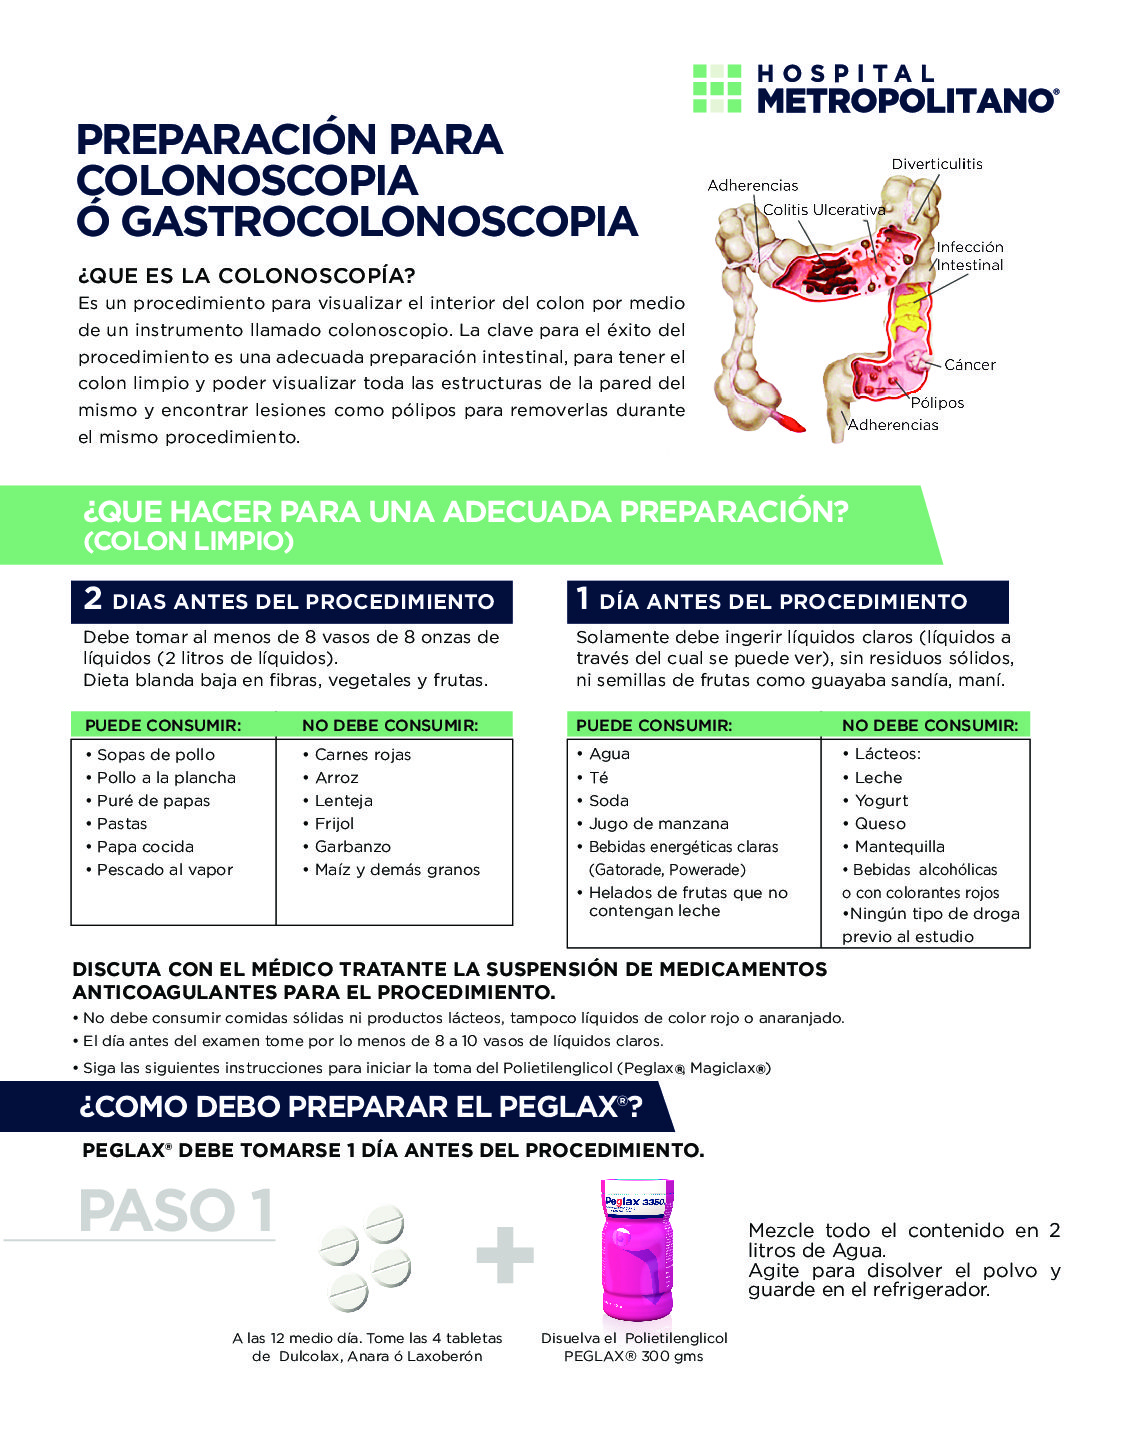 HOSPITAL
METROPOLITANO®
PREPARACIÓN PARA
COLONOSCOPIA
Ó GASTROCOLONOSCOPIA
¿QUE ES LA COLONOSCOPÍA?
Es un procedimiento para visualizar el interior del colon por medio
de un instrumento llamado colonoscopio. La clave para el éxito del
procedimiento es una adecuada preparación intestinal, para tener el
colon limpio y poder visualizar toda las estructuras de la pared del
mismo y encontrar lesiones como pólipos para removerlas durante
el mismo procedimiento.
Diverticulitis
Adherencias
Colitis Ulcerativa
Infección
Intestinal
Cáncer
Pólipos
Adherencias
¿QUE HACER PARA UNA ADECUADA PREPARACIÓN?
(COLON LIMPIO)
2 DIAS ANTES DEL PROCEDIMIENTO
Debe tomar al menos de 8 vasos de 8 onzas de
líquidos (2 litros de líquidos).
Dieta blanda baja en fibras, vegetales y frutas.
PUEDE CONSUMIR:
• Sopas de pollo
• Pollo a la plancha
• Puré de papas
• Pastas
• Papa cocida
• Pescado al vapor
NO DEBE CONSUMIR:
• Carnes rojas
• Arroz
• Lenteja
• Frijol
• Garbanzo
• Maíz y demás granos
1 DÍA ANTES DEL PROCEDIMIENTO
Solamente debe ingerir líquidos claros (líquidos a
través del cual se puede ver), sin residuos sólidos,
ni semillas de frutas como guayaba sandía, maní.
PUEDE CONSUMIR:
• Agua
• Té
• Soda
• Jugo de manzana
• Bebidas energéticas claras
(Gatorade, Powerade)
• Helados de frutas que no
contengan leche
NO DEBE CONSUMIR:
• Lácteos:
• Leche
• Yogurt
• Queso
• Mantequilla
• Bebidas alcohólicas
o con colorantes rojos
•Ningún tipo de droga
previo al estudio
DISCUTA CON EL MÉDICO TRATANTE LA SUSPENSIÓN DE MEDICAMENTOS
ANTICOAGULANTES PARA EL PROCEDIMIENTO.
• No debe consumir comidas sólidas ni productos lácteos, tampoco líquidos de color rojo o anaranjado.
• El día antes del examen tome por lo menos de 8 a 10 vasos de líquidos claros.
• Siga las siguientes instrucciones para iniciar la toma del Polietilenglicol (Peglax®, Magiclax®)
¿COMO DEBO PREPARAR EL PEGLAX®?
PEGLAX® DEBE TOMARSE 1 DÍA ANTES DEL PROCEDIMIENTO.
PASO 1
A las 12 medio día. Tome las 4 tabletas
de Dulcolax, Anara ó Laxoberón
Peglax 3350
Disuelva el Polietilenglicol
PEGLAX® 300 gms
Mezcle todo el contenido en 2
litros de Agua.
Agite para disolver el polvo y
guarde en el refrigerador.